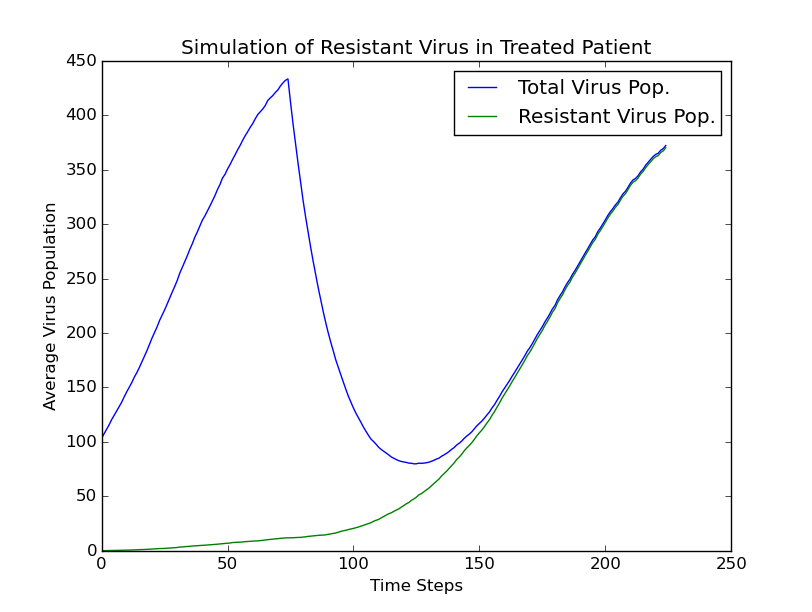 Simulation of Resistant Virus in Treated Patient
Total Virus Pop.
Resistant Virus Pop.
450
400
350
300
250
200
150
100
50
0
Average Virus Population
0 50 100 150 200 250
Time Steps